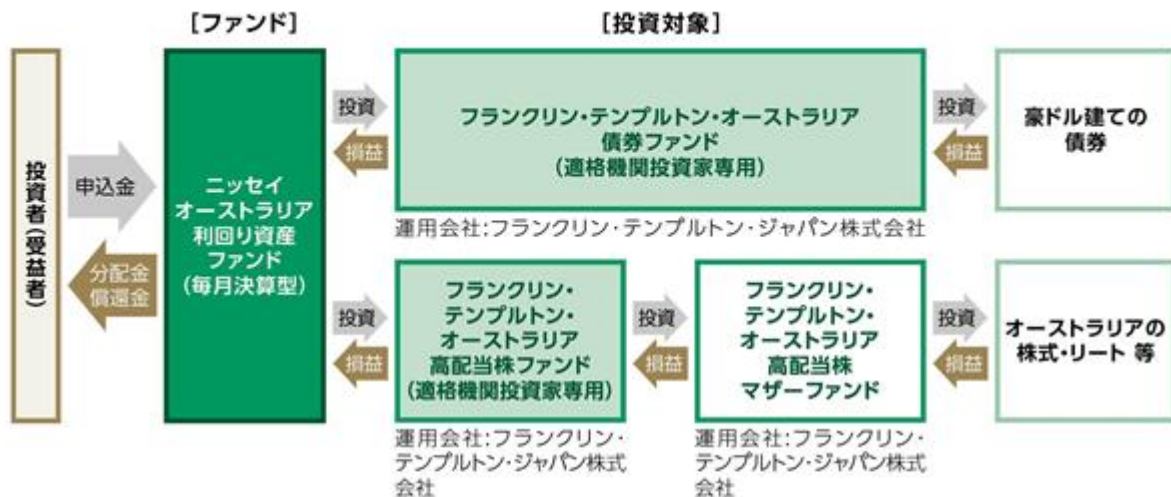 [ファンド]
[投資対象]
投資者(受益者)
申込金
分配金
償還金
ニッセイ
オーストラリア
利回り資産
ファンド
(毎月決算型)
投資
損益
フランクリン・テンプルトン・オーストラリア
債券ファンド
(適格機関投資家専用)
運用会社:フランクリン・テンプルトン・ジャパン株式会社
投資
損益
豪ドル建ての
債券
投資
損益
フランクリン・
テンプルトン・
オーストラリア
高配当株ファンド
(適格機関投資家専用)
運用会社:フランクリン・
テンプルトン・ジャパン株式
会社
投資
損益
フランクリン・
テンプルトン・
オーストラリア
高配当株
マザーファンド
運用会社:フランクリン・
テンプルトン・ジャパン株式
会社
投資
損益
オーストラリアの
株式・リート 等